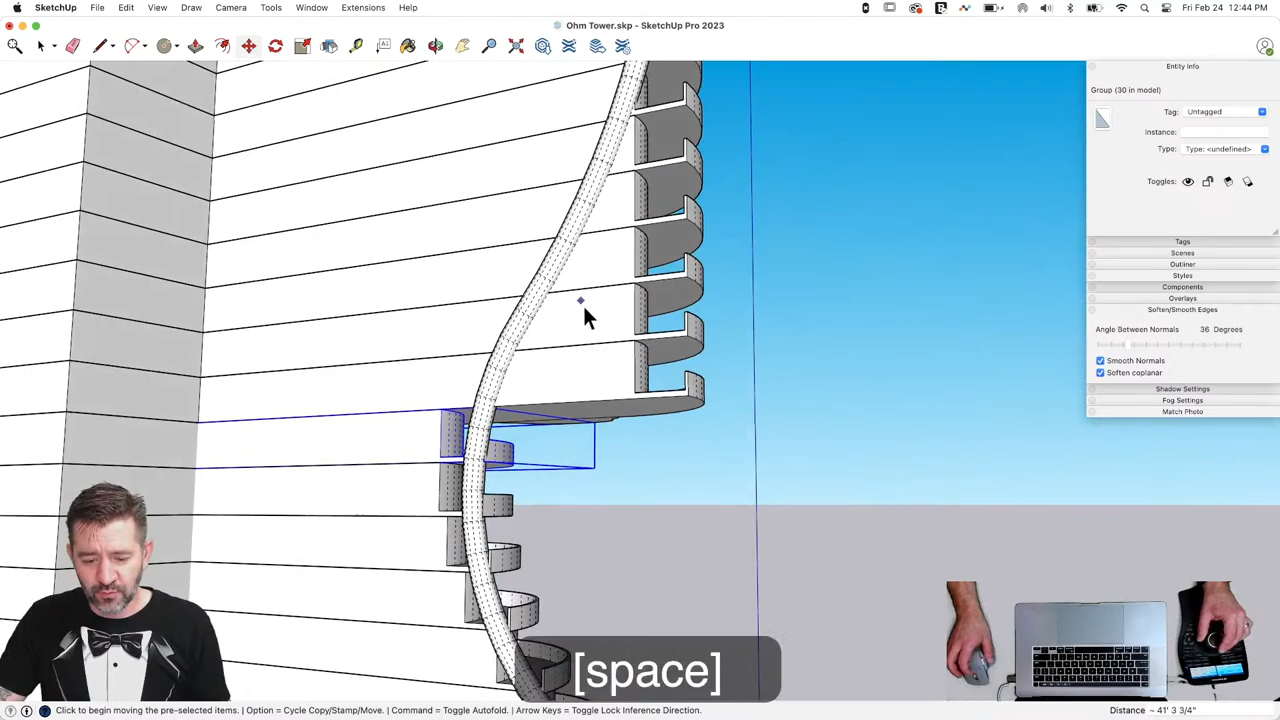 SketchUp File Edit View Draw Camera Tools Window Extensions Help
Fri Feb 24 12:44 PM
Ohm Tower.skp - SketchUp Pro 2023
Entity Info
Group (30 in model)
Tag: Untagged
Instance:
Type: Type: <undefined>
Toggles:
Tags
Scenes
Outliner
Styles
Components
Overlays
Soften/Smooth Edges
Angle Between Normals 36 Degrees
Smooth Normals
Soften coplanar
Shadow Settings
Fog Settings
Match Photo
[space]
Click to begin moving the pre-selected items. | Option = Cycle Copy/Stamp/Move. | Command = Toggle Autofold. | Arrow Keys = Toggle Lock Inference Direction.
Distance ~ 41' 3 3/4"